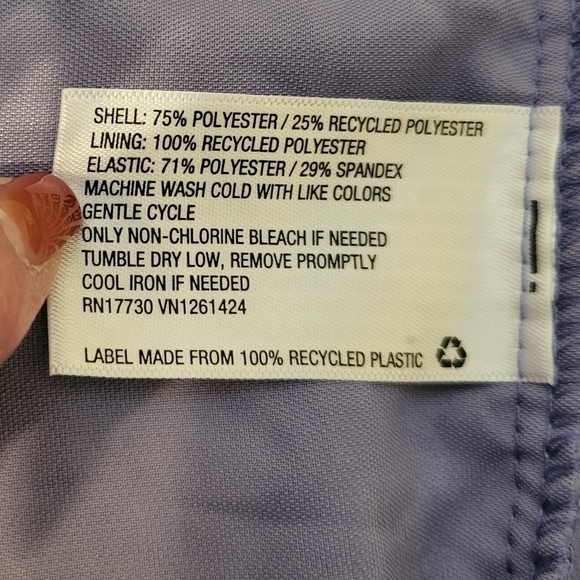 SHELL: 75% POLYESTER / 25% RECYCLED POLYESTER
LINING: 100% RECYCLED POLYESTER
ELASTIC: 71% POLYESTER / 29% SPANDEX
MACHINE WASH COLD WITH LIKE COLORS
GENTLE CYCLE
ONLY NON-CHLORINE BLEACH IF NEEDED
TUMBLE DRY LOW, REMOVE PROMPTLY
COOL IRON IF NEEDED
RN17730 VN1261424
LABEL MADE FROM 100% RECYCLED PLASTIC